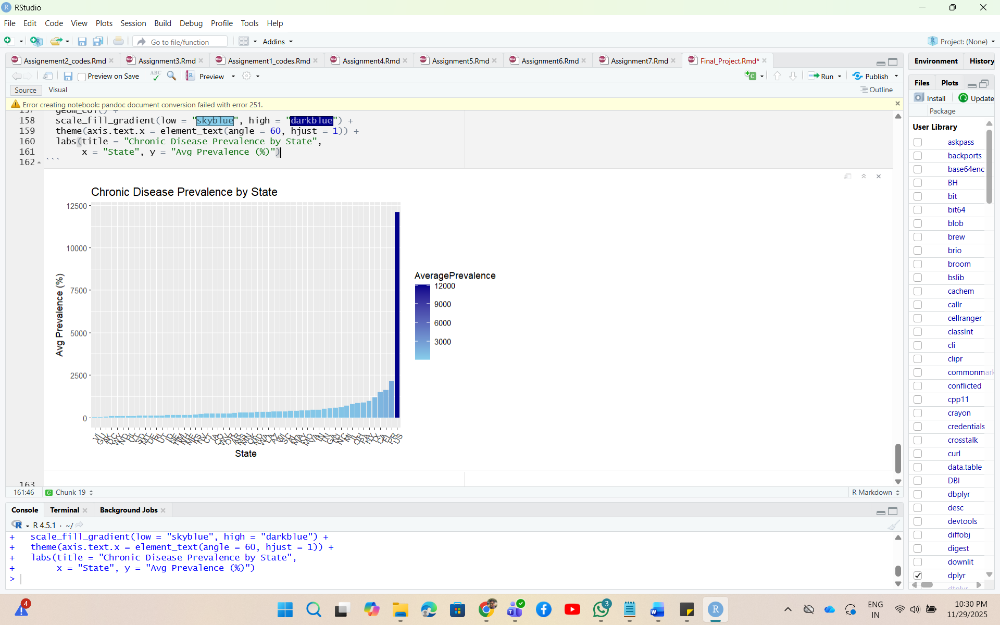 RStudio
File Edit Code View Plots Session Build Debug Profile Tools Help
Go to file/function Addins Project: (None)
Assignement2_codes.Rmd Assignment3.Rmd Assignement1_codes.Rmd Assignment4.Rmd Assignment5.Rmd Assignment6.Rmd Assignment7.Rmd Final_Project.Rmd*
Preview on Save ABC Preview Run Publish
Source Visual Outline
Error creating notebook: pandoc document conversion failed with error 251.
157 geom_col() +
158 scale_fill_gradient(low = "skyblue", high = "darkblue") +
159 theme(axis.text.x = element_text(angle = 60, hjust = 1)) +
160 labs(title = "Chronic Disease Prevalence by State",
161 x = "State", y = "Avg Prevalence (%)")
162 ```
Chronic Disease Prevalence by State
12500
10000
7500
5000
2500
0
Avg Prevalence (%)
State
AveragePrevalence
12000
9000
6000
3000
163
161:46 Chunk 19 R Markdown
Console Terminal Background Jobs
R 4.5.1 · ~/
+ scale_fill_gradient(low = "skyblue", high = "darkblue") +
+ theme(axis.text.x = element_text(angle = 60, hjust = 1)) +
+ labs(title = "Chronic Disease Prevalence by State",
+ x = "State", y = "Avg Prevalence (%)")
>
Environment History
Files Plots
Install Update
Package
User Library
askpass
backports
base64enc
BH
bit
bit64
blob
brew
brio
broom
bslib
cachem
callr
cellranger
classInt
cli
clipr
commonmark
conflicted
cpp11
crayon
credentials
crosstalk
curl
data.table
DBI
dbplyr
desc
devtools
diffobj
digest
downlit
dplyr
dtplyr
4
3
ENG
IN
10:30 PM
11/29/2025